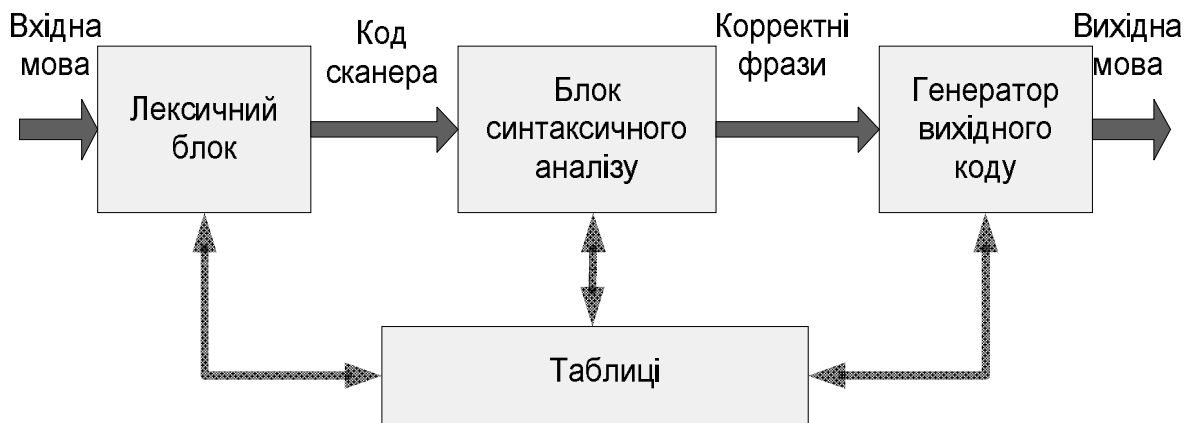 Вхідна
мова
Лексичний
блок
Код
сканера
Блок
синтаксичного
аналізу
Корректні
фрази
Генератор
вихідного
коду
Вихідна
мова
Таблиці